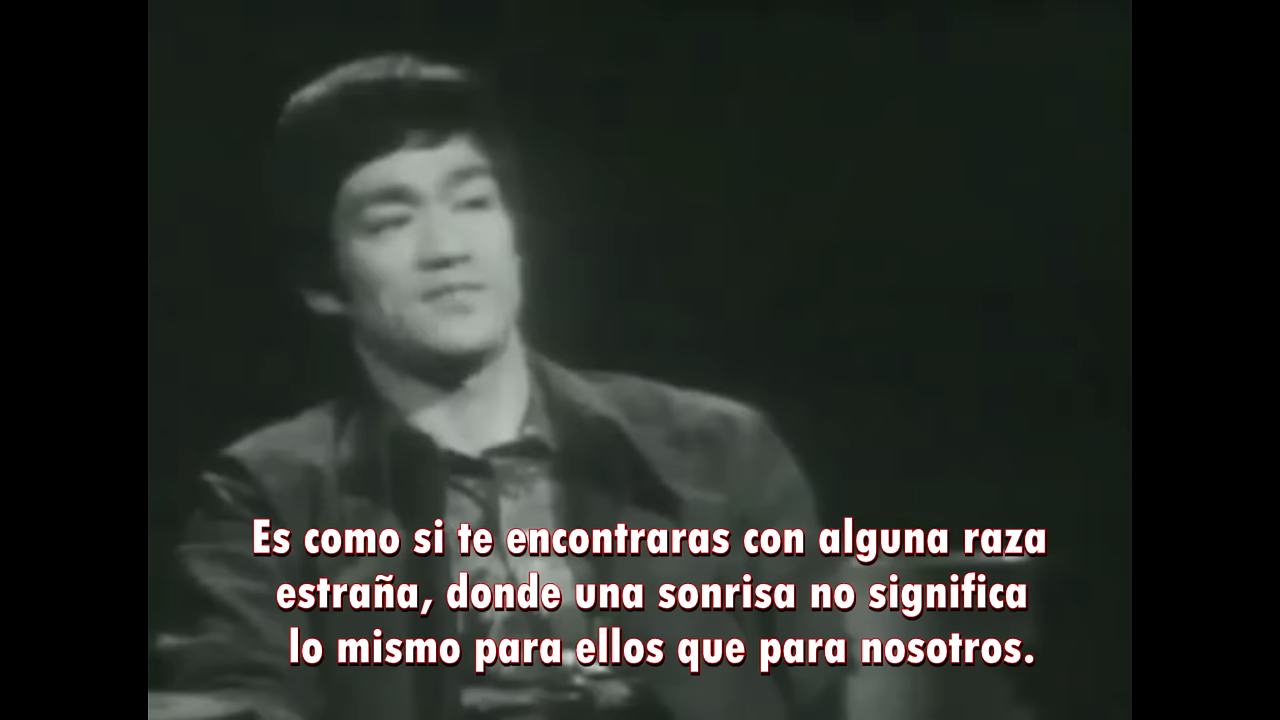 Es como si te encontraras con alguna raza
estraña, donde una sonrisa no significa
lo mismo para ellos que para nosotros.